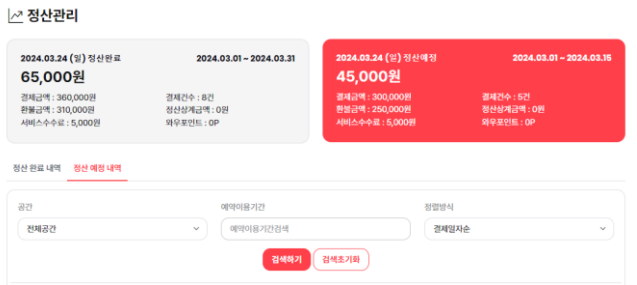 정산관리
2024.03.24 (일) 정산완료 2024.03.01 ~ 2024.03.31
65,000원
결제금액 : 360,000원 결제건수 : 8건
환불금액 : 310,000원 정산상계금액 : 0원
서비스수수료 : 5,000원 와우포인트 : 0P
2024.03.24 (일) 정산예정 2024.03.01 ~ 2024.03.15
45,000원
결제금액 : 300,000원 결제건수 : 5건
환불금액 : 250,000원 정산상계금액 : 0원
서비스수수료 : 5,000원 와우포인트 : 0P
정산 완료 내역 정산 예정 내역
공간 예약이용기간 정렬방식
전체공간 예약이용기간검색 결제일자순
검색하기 검색초기화